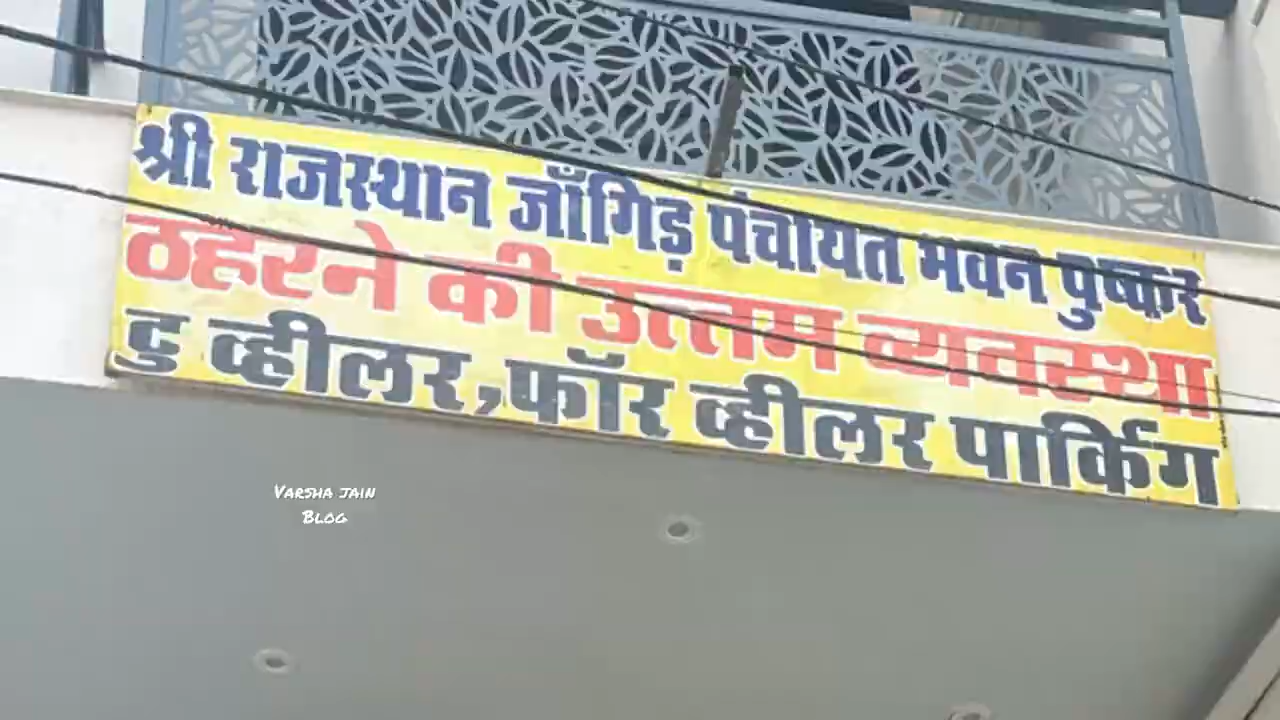 श्री राजस्थान जाँगिड़ पंचायत भवन पुष्कर
ठहरने की उत्तम व्यवस्था
टु व्हीलर,फॉर व्हीलर पार्किग
VARSHA JAIN
BLOG